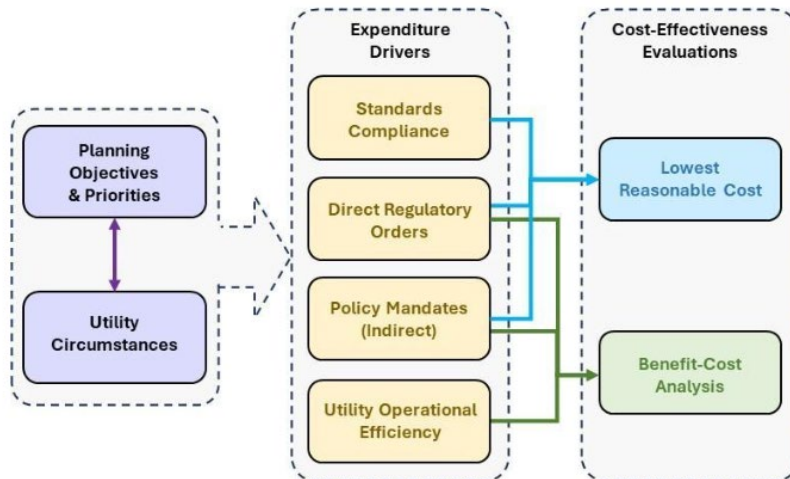 Planning
Objectives
& Priorities
Utility
Circumstances
Expenditure
Drivers
Standards
Compliance
Direct Regulatory
Orders
Policy Mandates
(Indirect)
Utility Operational
Efficiency
Cost-Effectiveness
Evaluations
Lowest
Reasonable Cost
Benefit-Cost
Analysis